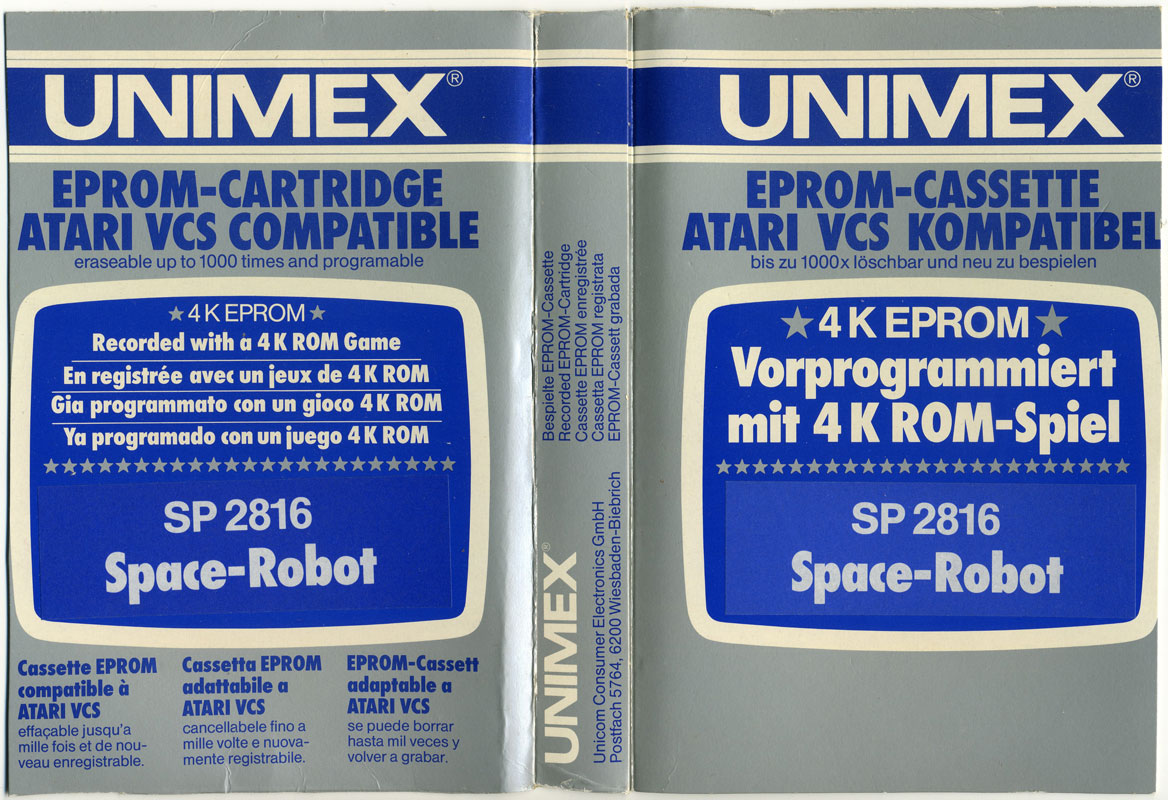 UNIMEX®
EPROM-CARTRIDGE
ATARI VCS COMPATIBLE
eraseable up to 1000 times and programable
★ 4 K EPROM ★
Recorded with a 4 K ROM Game
En registrée avec un jeux de 4 K ROM
Gia programmato con un gioco 4 K ROM
Ya programado con un juego 4 K ROM
SP 2816
Space-Robot
Cassette EPROM
compatible à
ATARI VCS
effaçable jusqu'a
mille fois et de nou-
veau enregistrable.
Cassetta EPROM
adattabile a
ATARI VCS
cancellabele fino a
mille volte e nuova-
mente registrabile.
EPROM-Cassett
adaptable a
ATARI VCS
se puede borrar
hasta mil veces y
volver a grabar.
Bespielte EPROM-Cassette
Recorded EPROM-Cartridge
Cassette EPROM enregistrée
Cassetta EPROM registrata
EPROM-Cassett grabada
UNIMEX®
Unicom Consumer Electronics GmbH
Postfach 5764, 6200 Wiesbaden-Biebrich
UNIMEX®
EPROM-CASSETTE
ATARI VCS KOMPATIBEL
bis zu 1000x löschbar und neu zu bespielen
★ 4 K EPROM ★
Vorprogrammiert
mit 4 K ROM-Spiel
SP 2816
Space-Robot